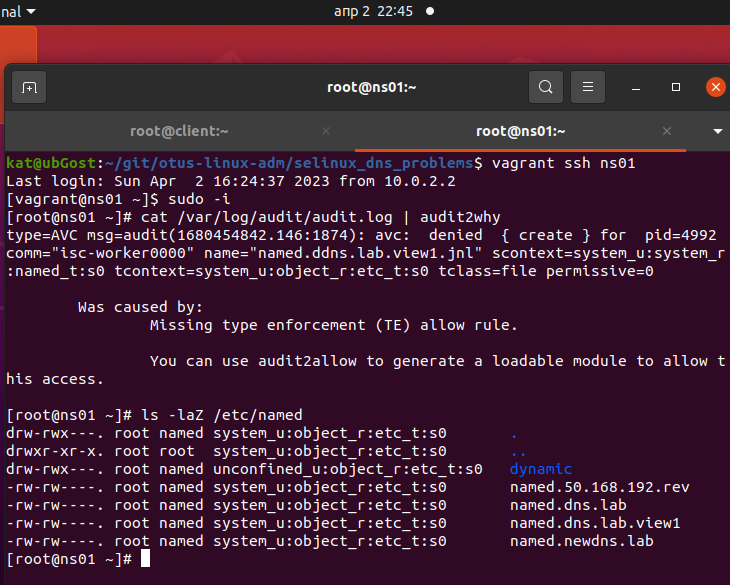 nal
апр 2 22:45
root@ns01:~
root@client:~
root@ns01:~
kat@ubGost:~/git/otus-linux-adm/selinux_dns_problems$ vagrant ssh ns01
Last login: Sun Apr  2 16:24:37 2023 from 10.0.2.2
[vagrant@ns01 ~]$ sudo -i
[root@ns01 ~]# cat /var/log/audit/audit.log | audit2why
type=AVC msg=audit(1680454842.146:1874): avc:  denied  { create } for  pid=4992
comm="isc-worker0000" name="named.ddns.lab.view1.jnl" scontext=system_u:system_r
:named_t:s0 tcontext=system_u:object_r:etc_t:s0 tclass=file permissive=0
Was caused by:
Missing type enforcement (TE) allow rule.
You can use audit2allow to generate a loadable module to allow t
his access.
[root@ns01 ~]# ls -laZ /etc/named
drw-rwx---. root named system_u:object_r:etc_t:s0       .
drwxr-xr-x. root root  system_u:object_r:etc_t:s0       ..
drw-rwx---. root named unconfined_u:object_r:etc_t:s0   dynamic
-rw-rw----. root named system_u:object_r:etc_t:s0       named.50.168.192.rev
-rw-rw----. root named system_u:object_r:etc_t:s0       named.dns.lab
-rw-rw----. root named system_u:object_r:etc_t:s0       named.dns.lab.view1
-rw-rw----. root named system_u:object_r:etc_t:s0       named.newdns.lab
[root@ns01 ~]#